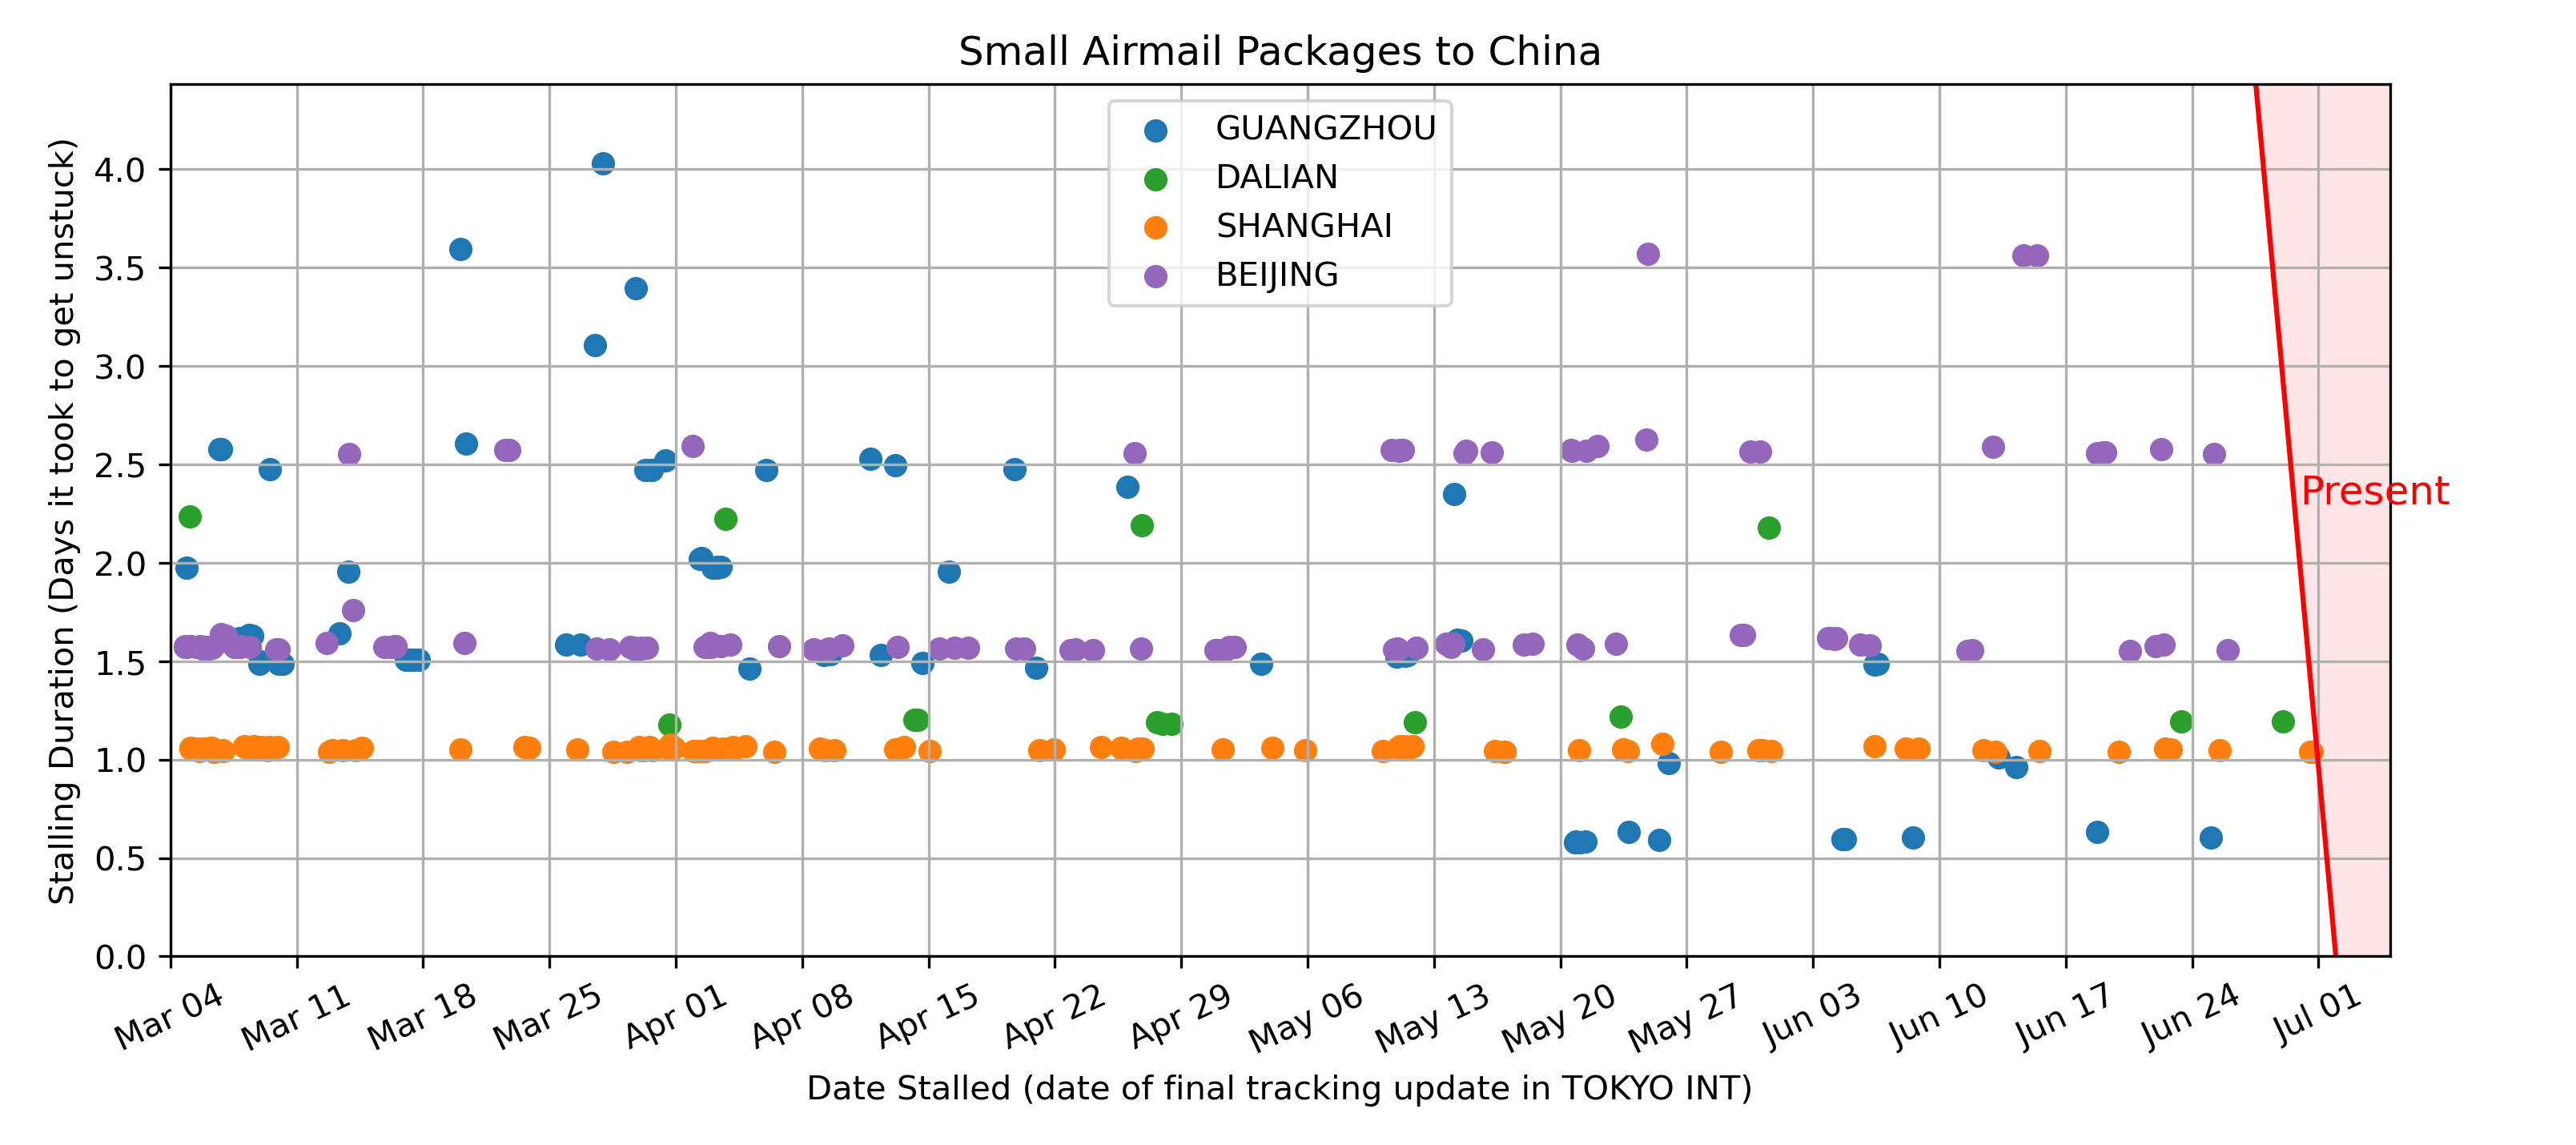 Small Airmail Packages to China
GUANGZHOU
DALIAN
SHANGHAI
BEIJING
Stalling Duration (Days it took to get unstuck)
4.0
3.5
3.0
2.5
2.0
1.5
1.0
0.5
0.0
Present
Mar 04
Mar 11
Mar 18
Mar 25
Apr 01
Apr 08
Apr 15
Apr 22
Apr 29
May 06
May 13
May 20
May 27
Jun 03
Jun 10
Jun 17
Jun 24
Jul 01
Date Stalled (date of final tracking update in TOKYO INT)